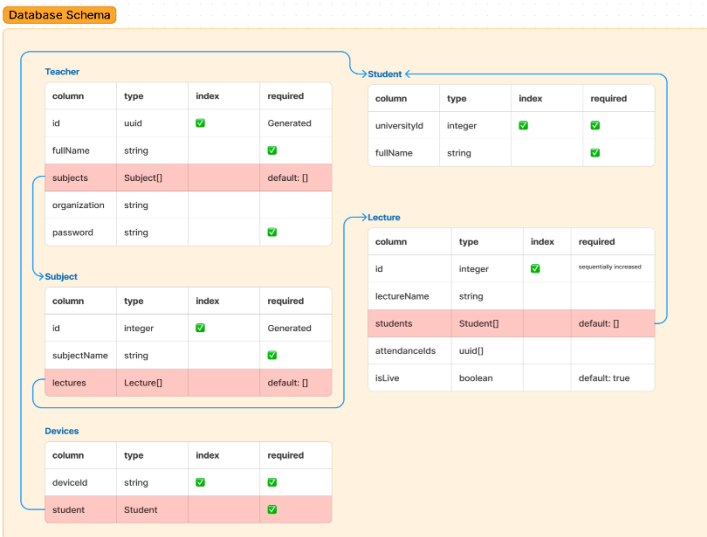 Database Schema
Teacher
column type index required
id uuid ✅ Generated
fullName string ✅
subjects Subject[] default: []
organization string
password string ✅
Subject
column type index required
id integer ✅ Generated
subjectName string ✅
lectures Lecture[] default: []
Devices
column type index required
deviceId string ✅ ✅
student Student ✅
Student
column type index required
universityId integer ✅ ✅
fullName string ✅
Lecture
column type index required
id integer ✅ sequentially increased
lectureName string
students Student[] default: []
attendanceIds uuid[]
isLive boolean default: true